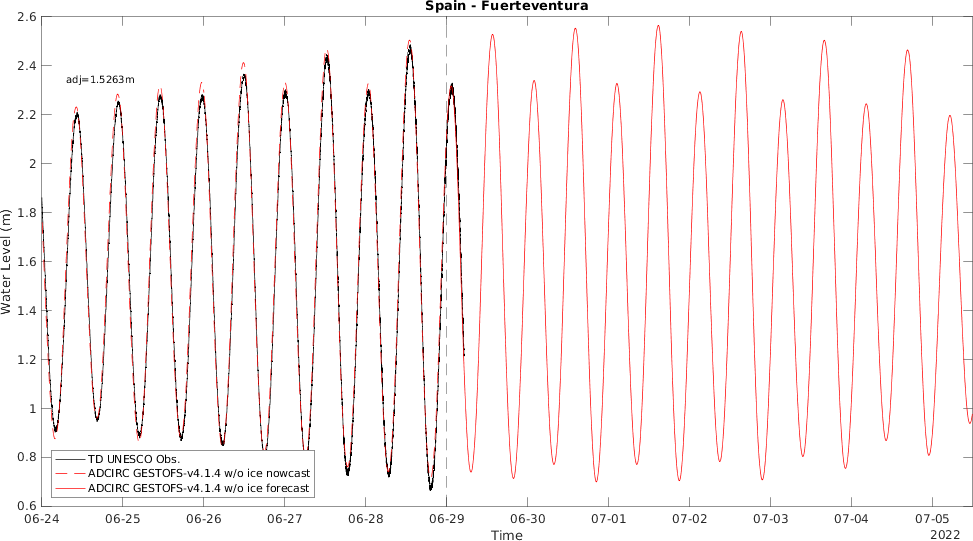 Spain - Fuerteventura
2.6
2.4
2.2
2
1.8
1.6
1.4
1.2
1
0.8
0.6
Water Level (m)
adj=1.5263m
TD UNESCO Obs.
ADCIRC GESTOFS-v4.1.4 w/o ice nowcast
ADCIRC GESTOFS-v4.1.4 w/o ice forecast
06-24 06-25 06-26 06-27 06-28 06-29 06-30 07-01 07-02 07-03 07-04 07-05
2022
Time